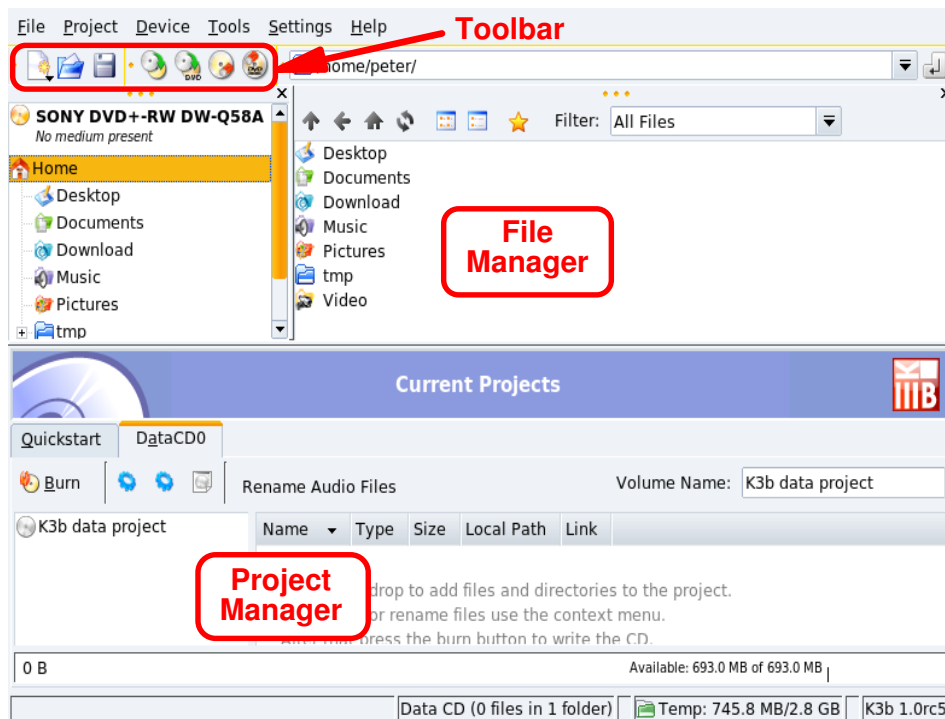 File Project Device Tools Settings Help Toolbar
DVD DVD /home/peter/
SONY DVD+-RW DW-Q58A
No medium present
Filter: All Files
Home
Desktop
Documents
Download
Music
Pictures
tmp
Desktop
Documents
Download
Music
Pictures
tmp
Video
File
Manager
Current Projects
K3B
Quickstart DataCD0
Burn Rename Audio Files Volume Name: K3b data project
K3b data project
Name Type Size Local Path Link
drop to add files and directories to the project.
or rename files use the context menu.
press the burn button to write the CD.
Project
Manager
0 B Available: 693.0 MB of 693.0 MB
Data CD (0 files in 1 folder) Temp: 745.8 MB/2.8 GB K3b 1.0rc5